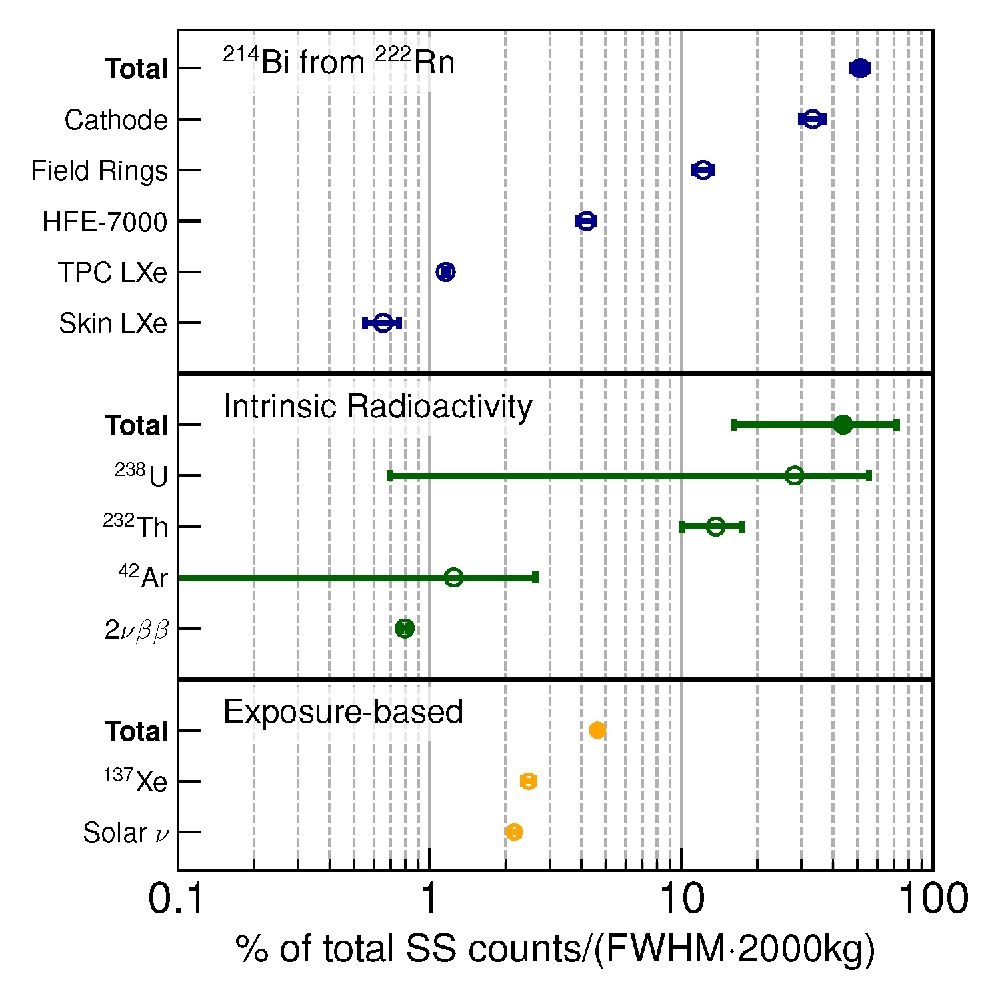 ²¹⁴Bi from ²²²Rn
Total
Cathode
Field Rings
HFE-7000
TPC LXe
Skin LXe
Intrinsic Radioactivity
Total
²³⁸U
²³²Th
⁴²Ar
2νββ
Exposure-based
Total
¹³⁷Xe
Solar ν
0.1 1 10 100
% of total SS counts/(FWHM·2000kg)